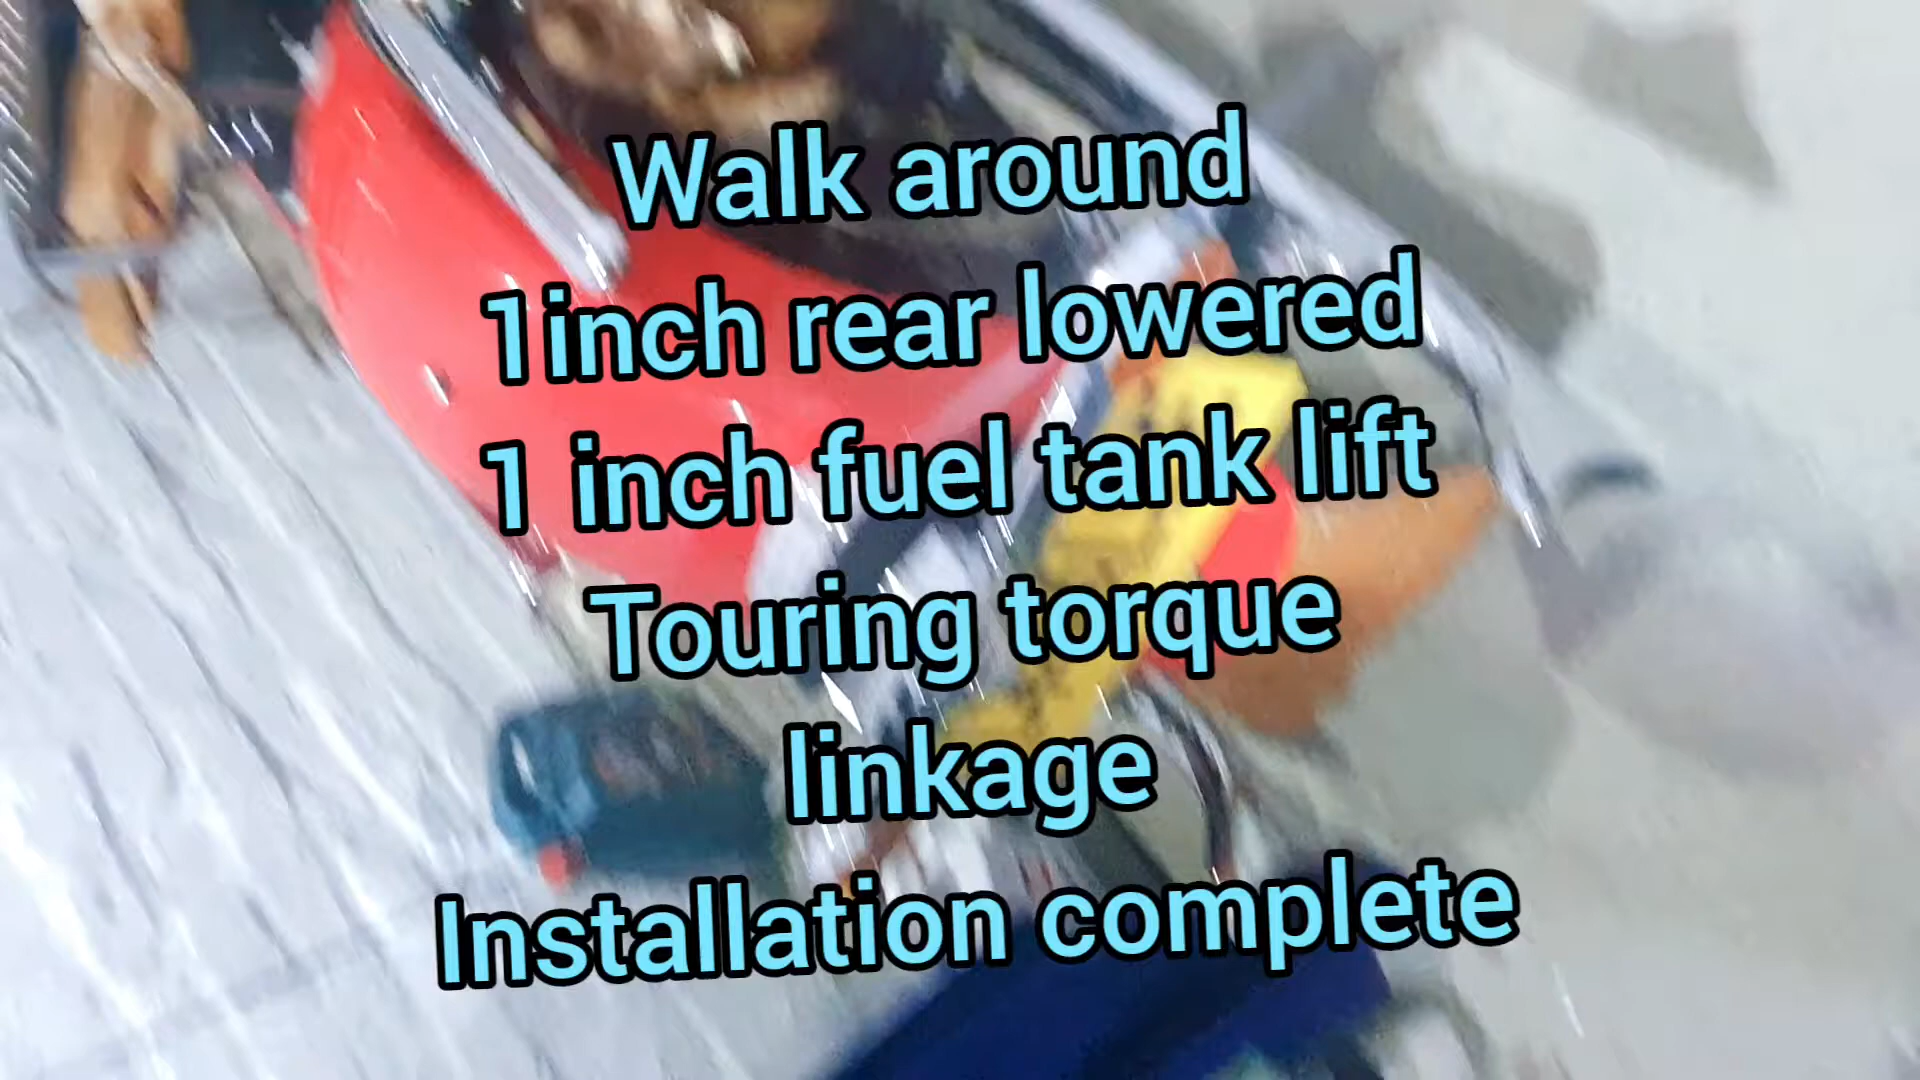 Walk around
1inch rear lowered
1 inch fuel tank lift
Touring torque
linkage
Installation complete